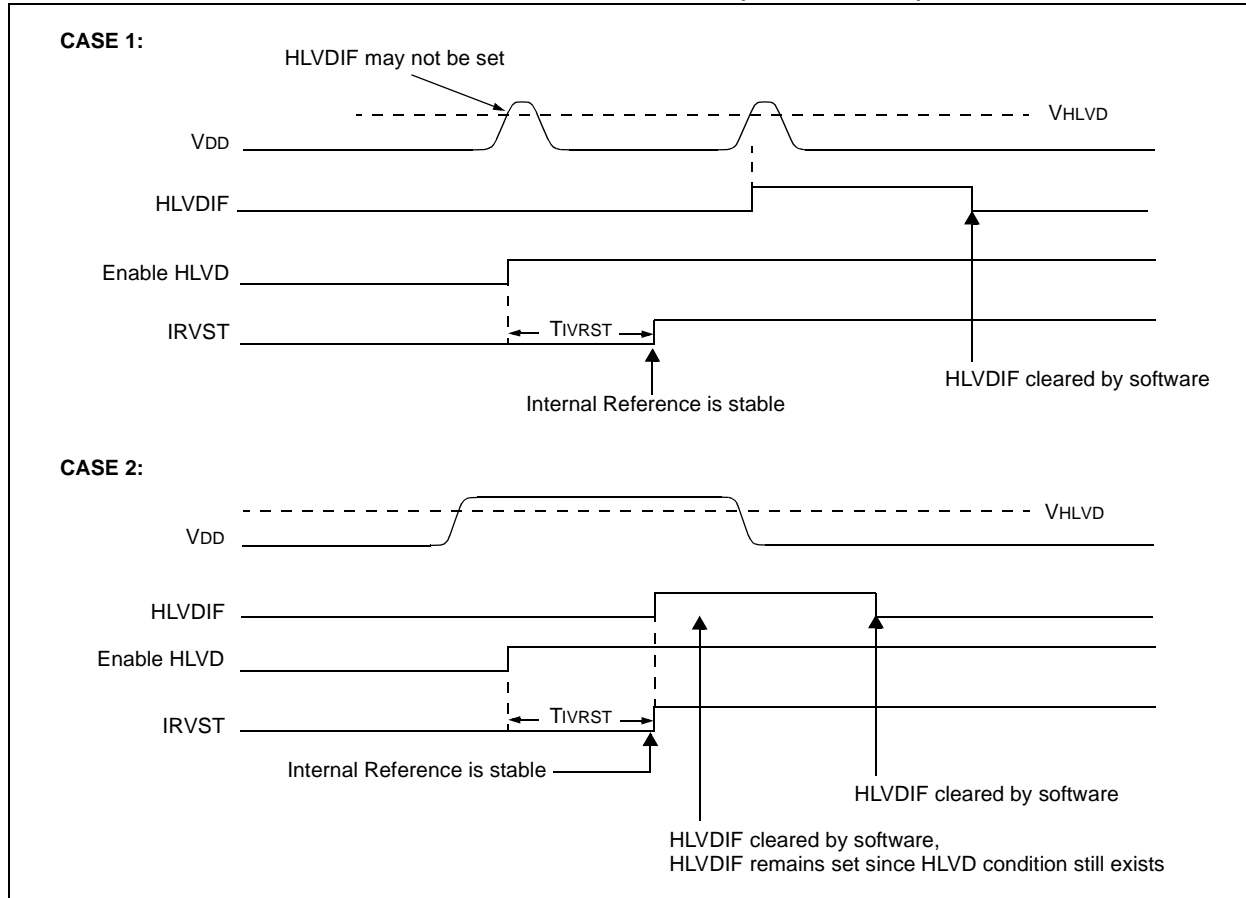 CASE 1:
HLVDIF may not be set
VHLVD
VDD
HLVDIF
Enable HLVD
TIVRST
IRVST
HLVDIF cleared by software
Internal Reference is stable
CASE 2:
VHLVD
VDD
HLVDIF
Enable HLVD
TIVRST
IRVST
Internal Reference is stable
HLVDIF cleared by software
HLVDIF cleared by software,
HLVDIF remains set since HLVD condition still exists